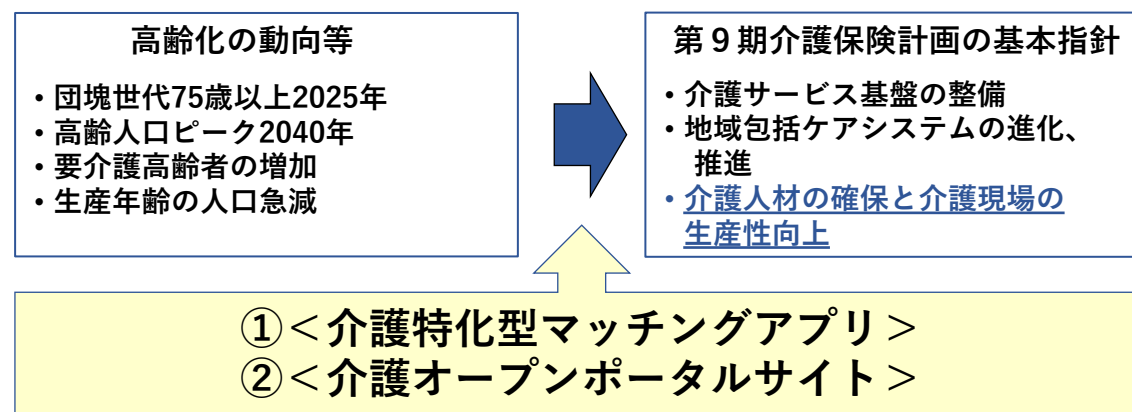 高齢化の動向等
・団塊世代75歳以上2025年
・高齢人口ピーク2040年
・要介護高齢者の増加
・生産年齢の人口急減
第９期介護保険計画の基本指針
・介護サービス基盤の整備
・地域包括ケアシステムの進化、
推進
・介護人材の確保と介護現場の
生産性向上
①＜介護特化型マッチングアプリ＞
②＜介護オープンポータルサイト＞